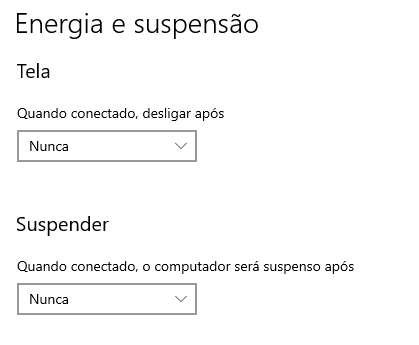 Energia e suspensão
Tela
Quando conectado, desligar após
Nunca
Suspender
Quando conectado, o computador será suspenso após
Nunca